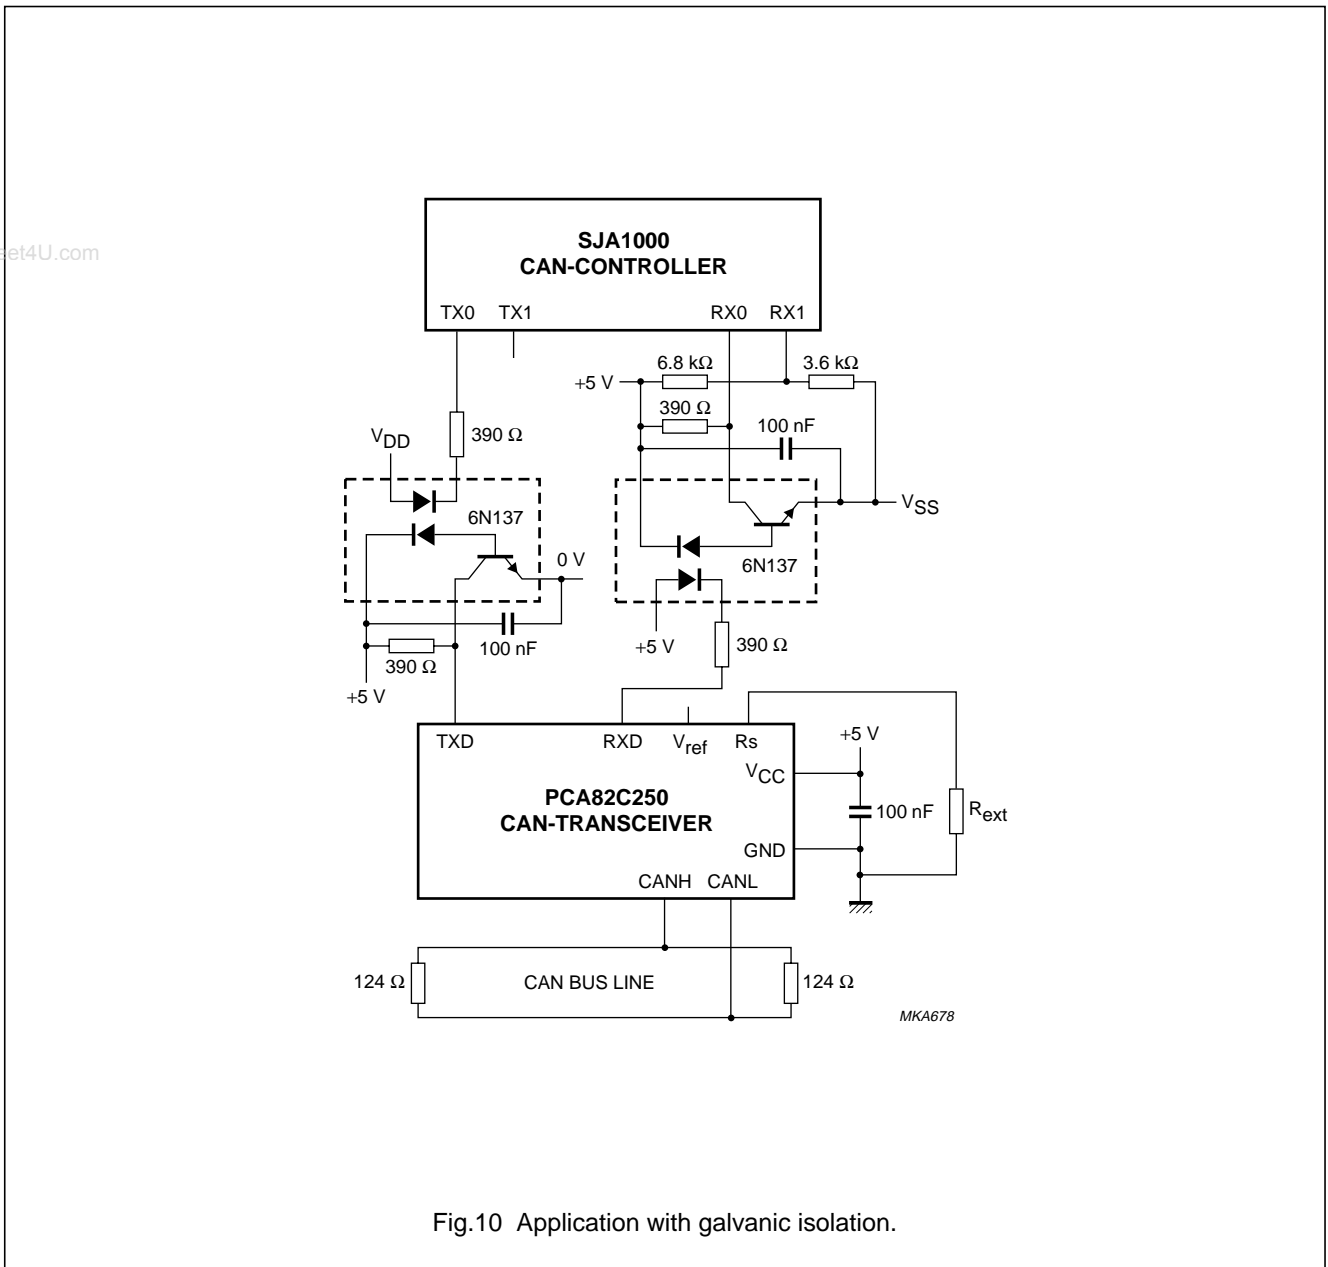 SJA1000
CAN-CONTROLLER
et4U.com
TX0 TX1 RX0 RX1
6.8 kΩ 3.6 kΩ
+5 V
390 Ω
100 nF
390 Ω
VDD
6N137
VSS
0 V
6N137
100 nF
+5 V
390 Ω
390 Ω
+5 V
TXD RXD Vref Rs
+5 V
VCC
PCA82C250
CAN-TRANSCEIVER
100 nF
Rext
GND
CANH CANL
124 Ω
CAN BUS LINE
124 Ω
MKA678
Fig.10 Application with galvanic isolation.